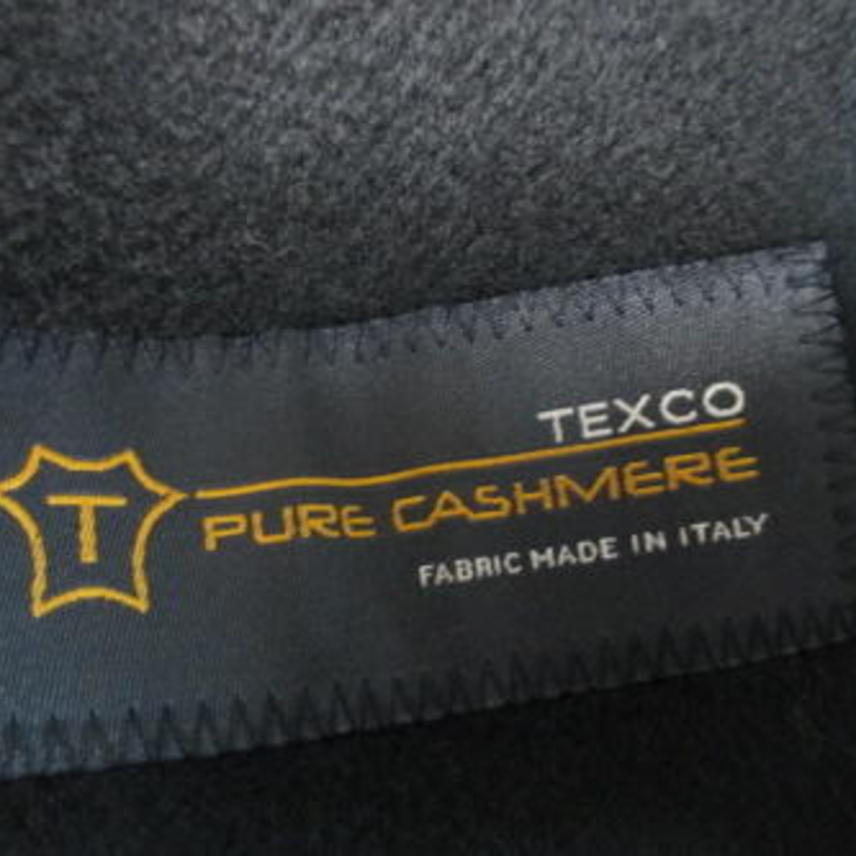 TEXCO
T
PURE CASHMERE
FABRIC MADE IN ITALY